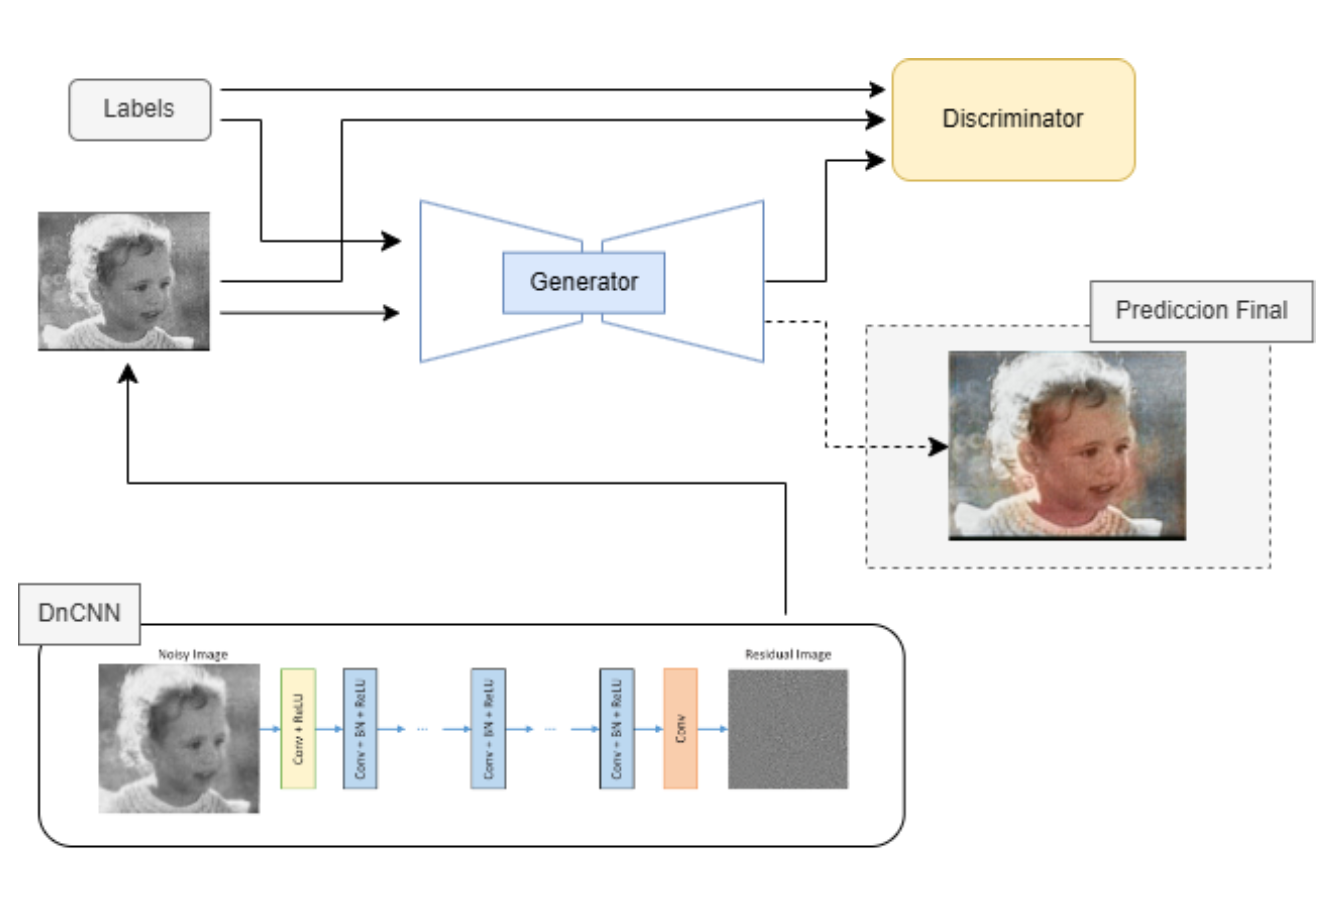 Labels
Discriminator
Generator
Prediccion Final
DnCNN
Noisy Image
Residual Image
Conv + ReLU
Conv + BN + ReLU
...
Conv + BN + ReLU
...
Conv + BN + ReLU
Conv